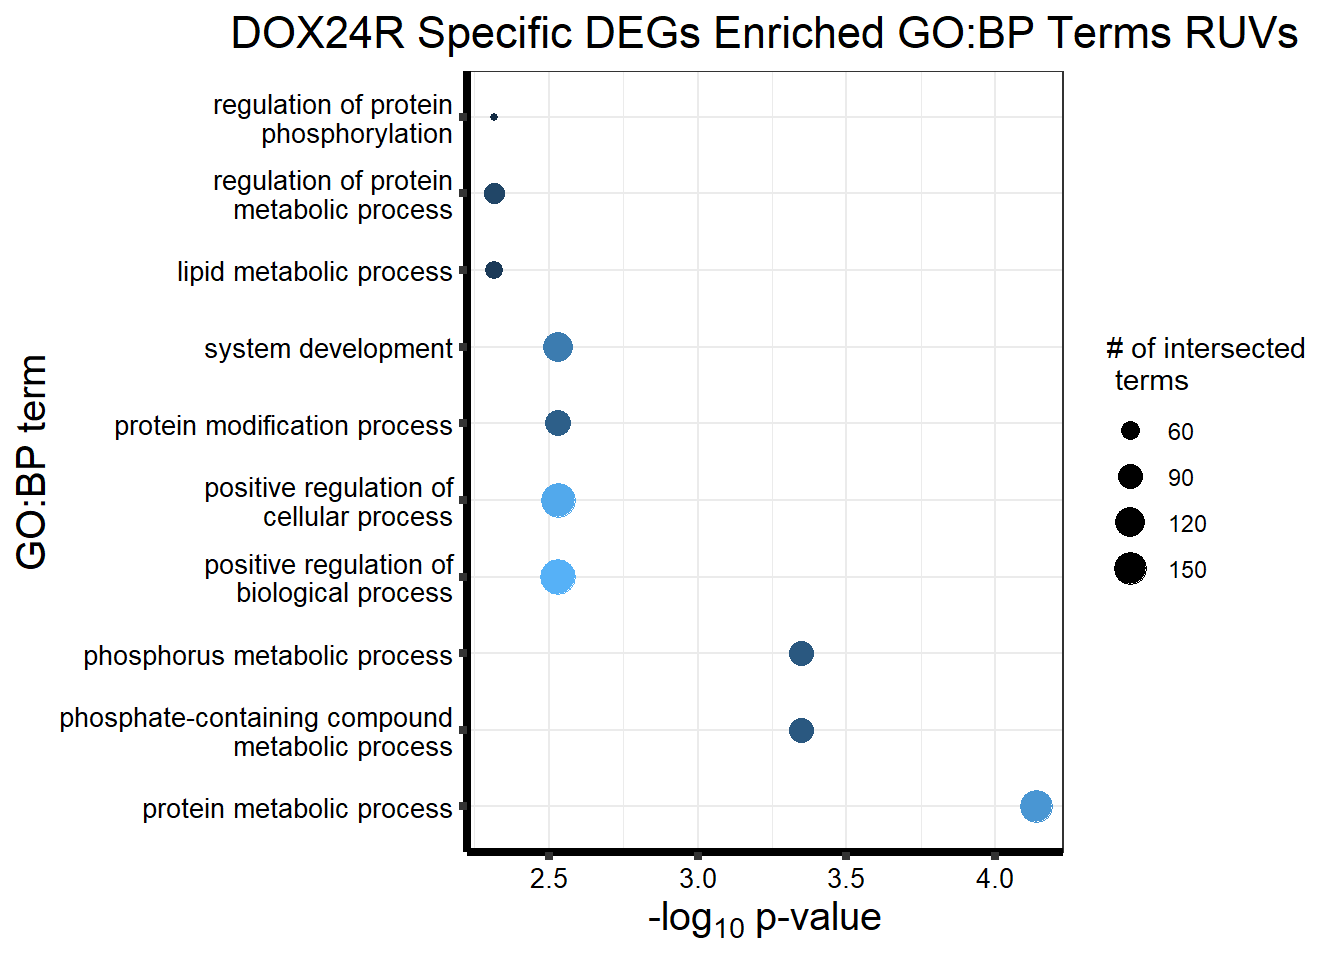 DOX24R Specific DEGs Enriched GO:BP Terms RUVs
GO:BP term
regulation of protein
phosphorylation
regulation of protein
metabolic process
lipid metabolic process
system development
protein modification process
positive regulation of
cellular process
positive regulation of
biological process
phosphorus metabolic process
phosphate-containing compound
metabolic process
protein metabolic process
2.5 3.0 3.5 4.0
-log10 p-value
# of intersected
terms
60
90
120
150